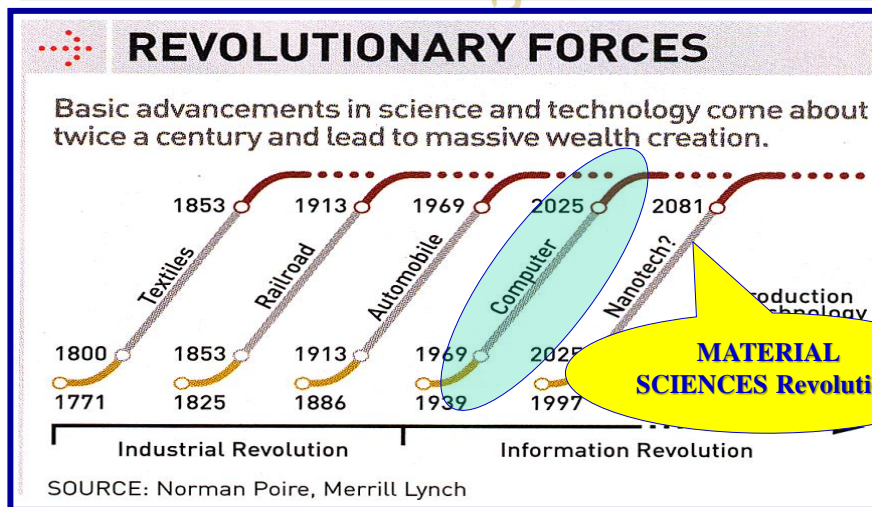 REVOLUTIONARY FORCES
Basic advancements in science and technology come about
twice a century and lead to massive wealth creation.
1853 1913 1969 2025 2081
Textiles Railroad Automobile Computer Nanotech?
1800 1853 1913 1969 2025
1771 1825 1886 1939 1997
MATERIAL
SCIENCES
Industrial Revolution Information Revolution
SOURCE: Norman Poire, Merrill Lynch